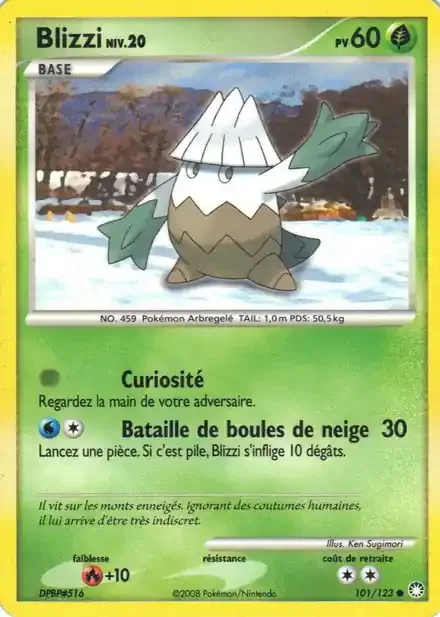 Blizzi NIV.20
PV 60
BASE
NO. 459 Pokémon Arbregelé TAIL: 1,0 m PDS: 50,5 kg
Curiosité
Regardez la main de votre adversaire.
Bataille de boules de neige 30
Lancez une pièce. Si c'est pile, Blizzi s'inflige 10 dégâts.
Il vit sur les monts enneigés. Ignorant des coutumes humaines,
il lui arrive d'être très indiscret.
Illus. Ken Sugimori
faiblesse résistance coût de retraite
+10
DPBP#516 ©2008 Pokémon/Nintendo 101/123